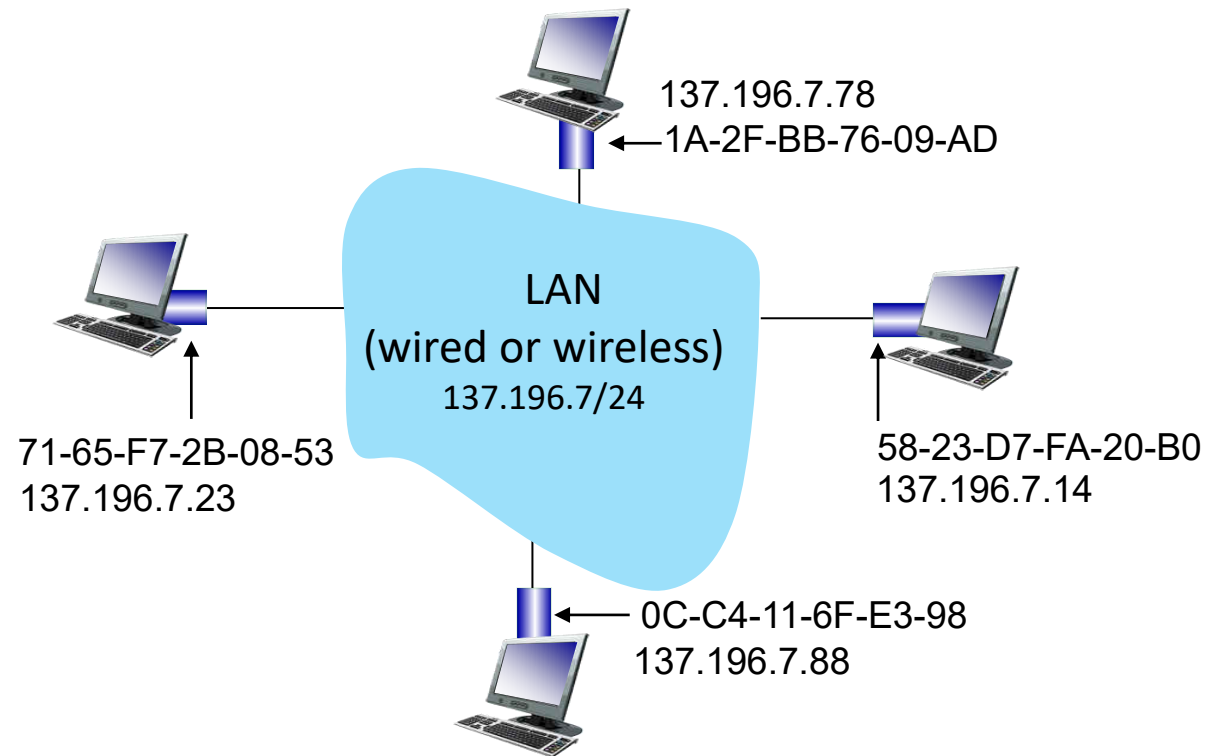 137.196.7.78
1A-2F-BB-76-09-AD
LAN
(wired or wireless)
137.196.7/24
71-65-F7-2B-08-53
137.196.7.23
58-23-D7-FA-20-B0
137.196.7.14
0C-C4-11-6F-E3-98
137.196.7.88